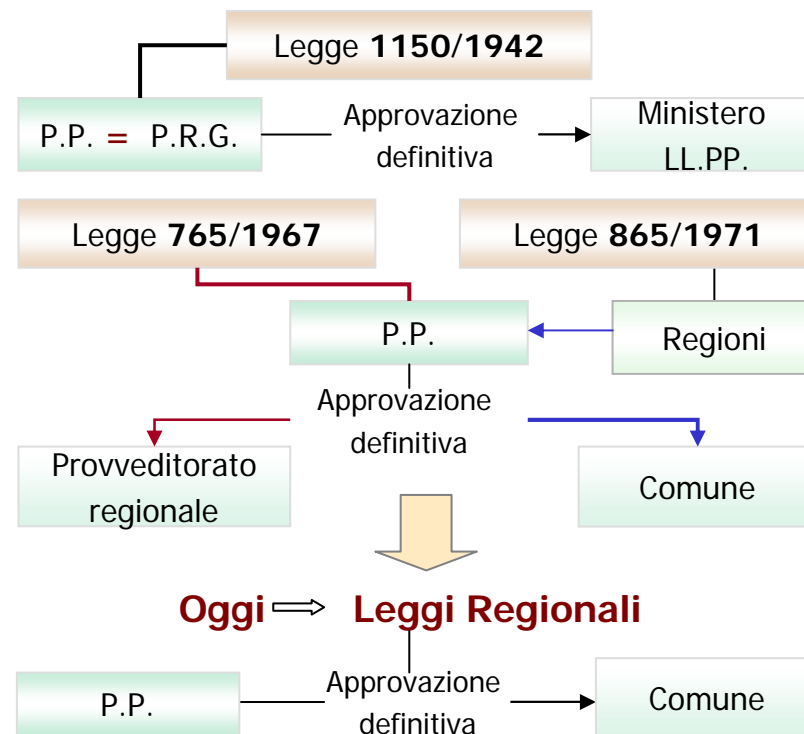 Legge 1150/1942
P.P. = P.R.G.
Approvazione
definitiva
Ministero
LL.PP.
Legge 765/1967
Legge 865/1971
P.P.
Regioni
Approvazione
definitiva
Provveditorato
regionale
Comune
Oggi ⇨ Leggi Regionali
P.P.
Approvazione
definitiva
Comune